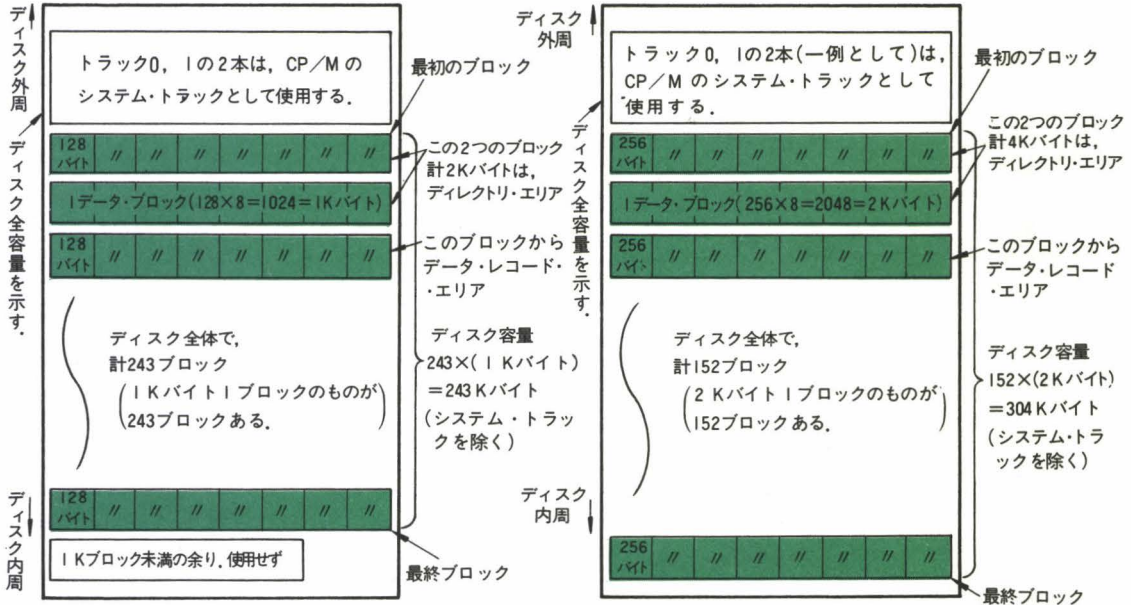 ディスク外周
トラック0, 1の2本は, CP/Mの
システム・トラックとして使用する.
最初のブロック
128
バイト
〃 〃 〃 〃 〃 〃 〃
この2つのブロック
計2Kバイトは,
ディレクトリ・エリア
1データ・ブロック(128×8=1024=1Kバイト)
128
バイト
〃 〃 〃 〃 〃 〃 〃
このブロックから
データ・レコード・
・エリア
ディスク全容量を示す.
ディスク全体で,
計243ブロック
(1Kバイト1ブロックのものが
243ブロックある.)
ディスク容量
243×(1Kバイト)
=243Kバイト
(システム・トラッ
クを除く)
128
バイト
〃 〃 〃 〃 〃 〃 〃
ディスク内周
1Kブロック未満の余り. 使用せず
最終ブロック
ディスク
外周
トラック0, 1の2本(一例として)は,
CP/Mのシステム・トラックとして
使用する.
最初のブロック
256
バイト
〃 〃 〃 〃 〃 〃 〃
この2つのブロック
計4Kバイトは,
ディレクトリ・エリア
1データ・ブロック(256×8=2048=2Kバイト)
256
バイト
〃 〃 〃 〃 〃 〃 〃
このブロックから
データ・レコード
・エリア
ディスク全容量を示す.
ディスク全体で,
計152ブロック
(2Kバイト1ブロックのものが
152ブロックある.)
ディスク容量
152×(2Kバイト)
=304Kバイト
(システム・トラ
ックを除く)
ディスク
内周
256
バイト
〃 〃 〃 〃 〃 〃 〃
最終ブロック